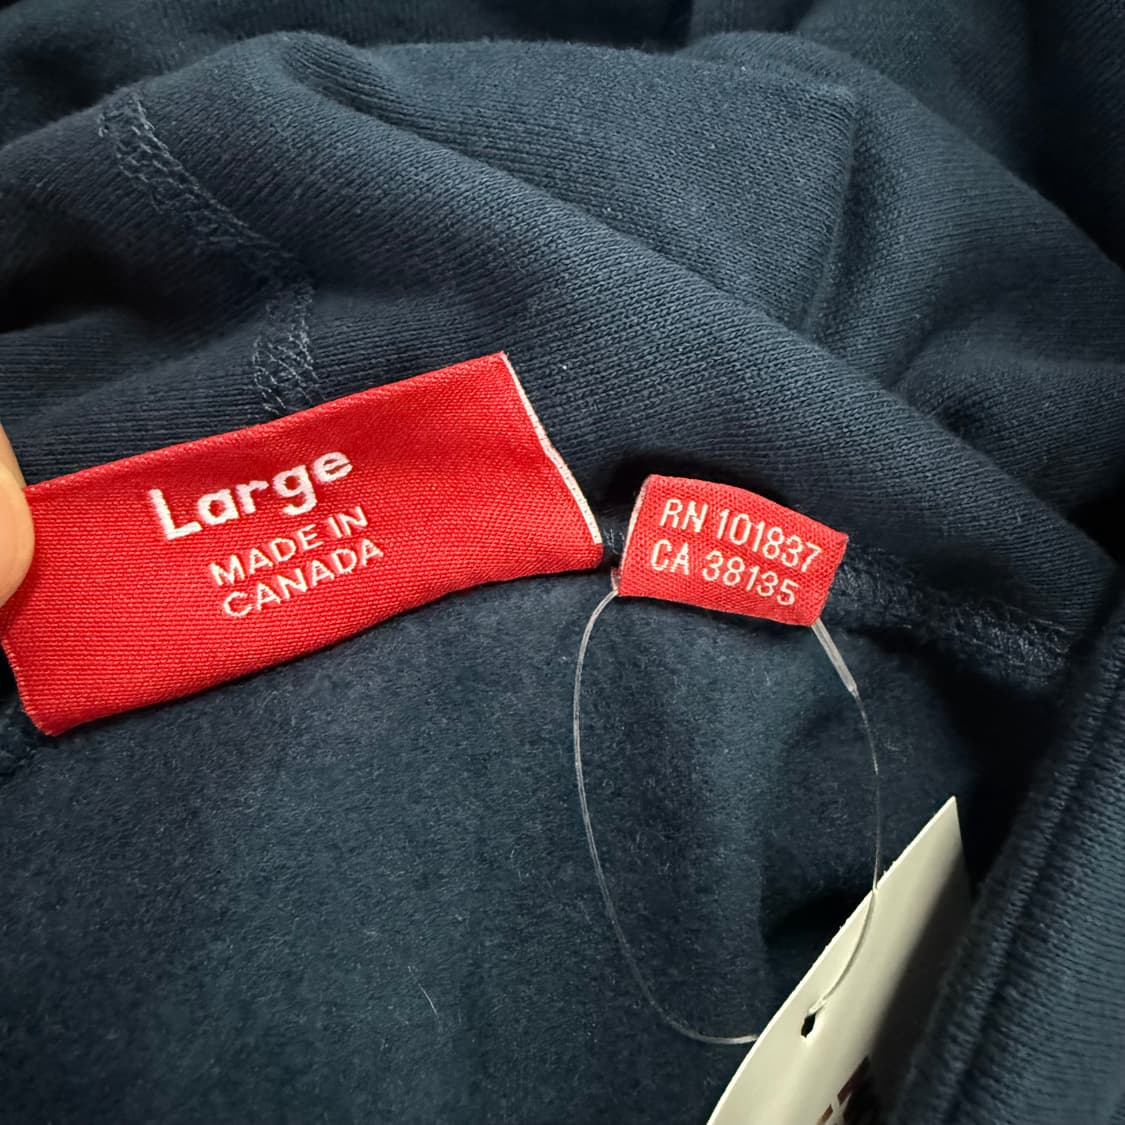 Large
MADE IN
CANADA
RN 101837
CA 38135